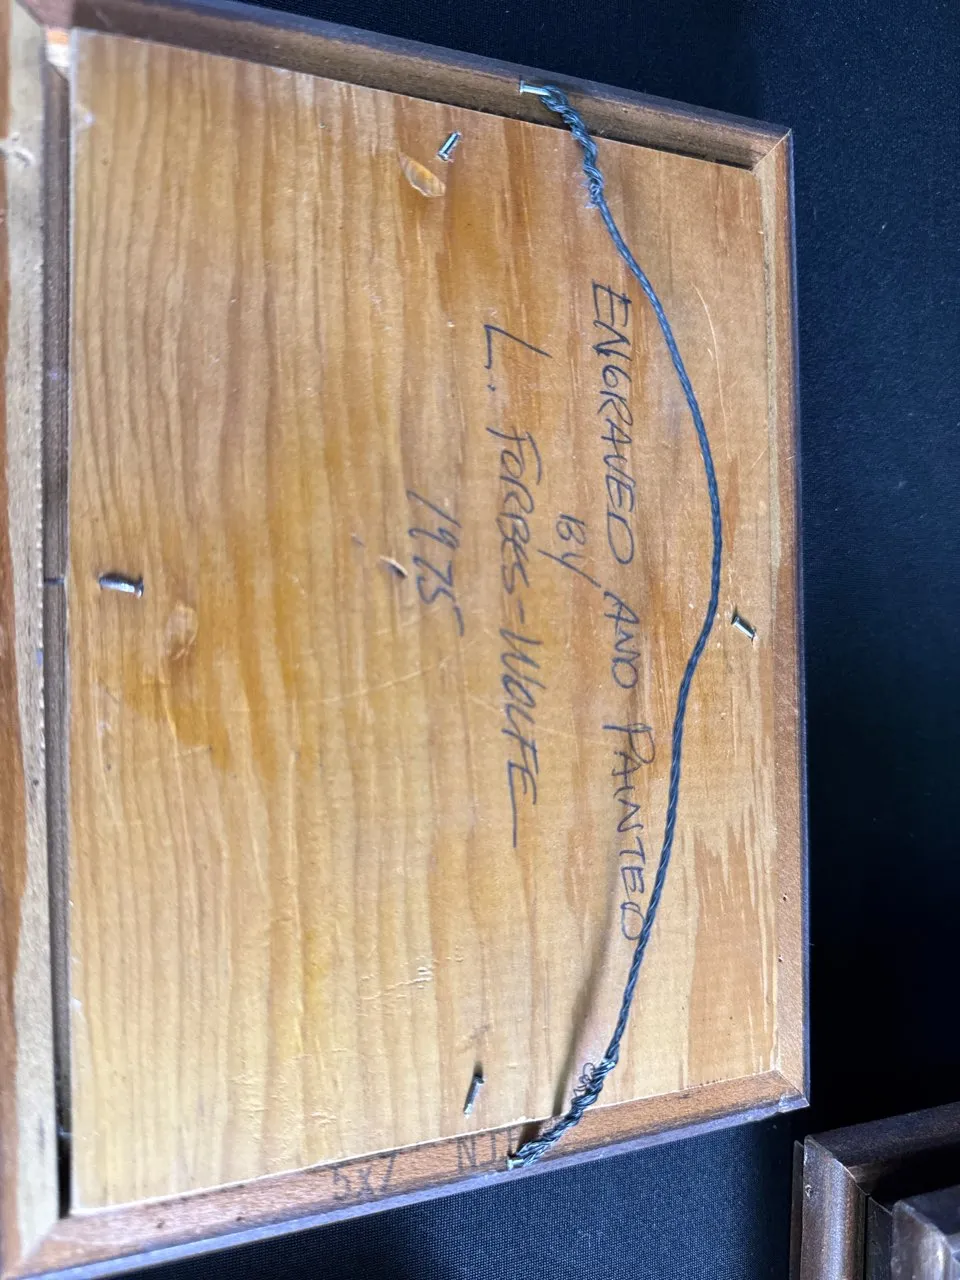 ENGRAVED AND PAINTED
BY
L. FORBES=WOLFE
1975